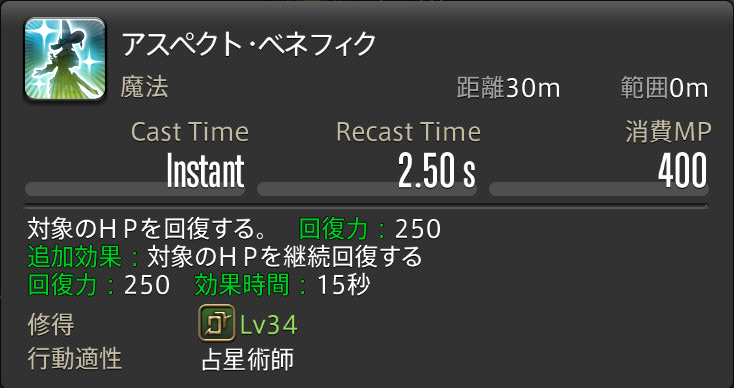 アスペクト・ベネフィク
魔法 距離30m 範囲0m
Cast Time Recast Time 消費MP
Instant 2.50 s 400
対象のＨＰを回復する。 回復力：250
追加効果：対象のＨＰを継続回復する
回復力：250 効果時間：15秒
修得 Lv34
行動適性 占星術師